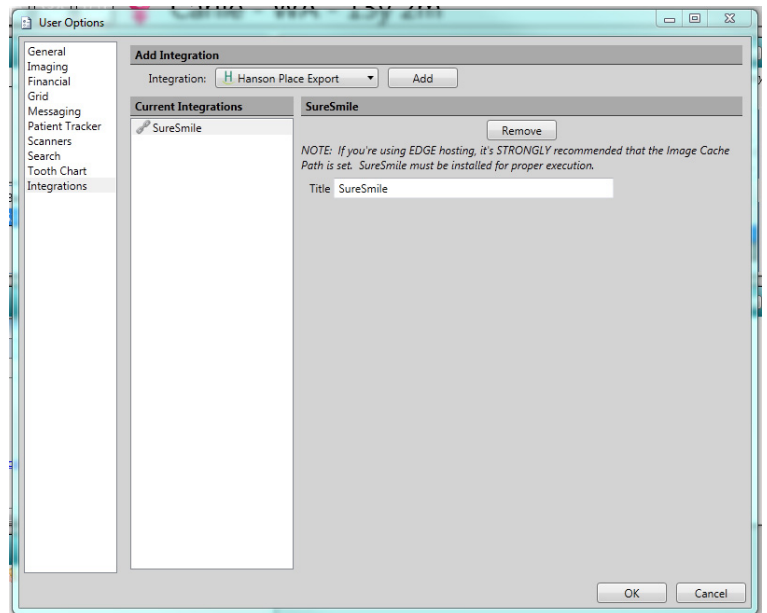 User Options
General
Imaging
Financial
Grid
Messaging
Patient Tracker
Scanners
Search
Tooth Chart
Integrations
Add Integration
Integration: Hanson Place Export Add
Current Integrations
SureSmile
SureSmile
Remove
NOTE: If you're using EDGE hosting, it's STRONGLY recommended that the Image Cache
Path is set. SureSmile must be installed for proper execution.
Title SureSmile
OK Cancel